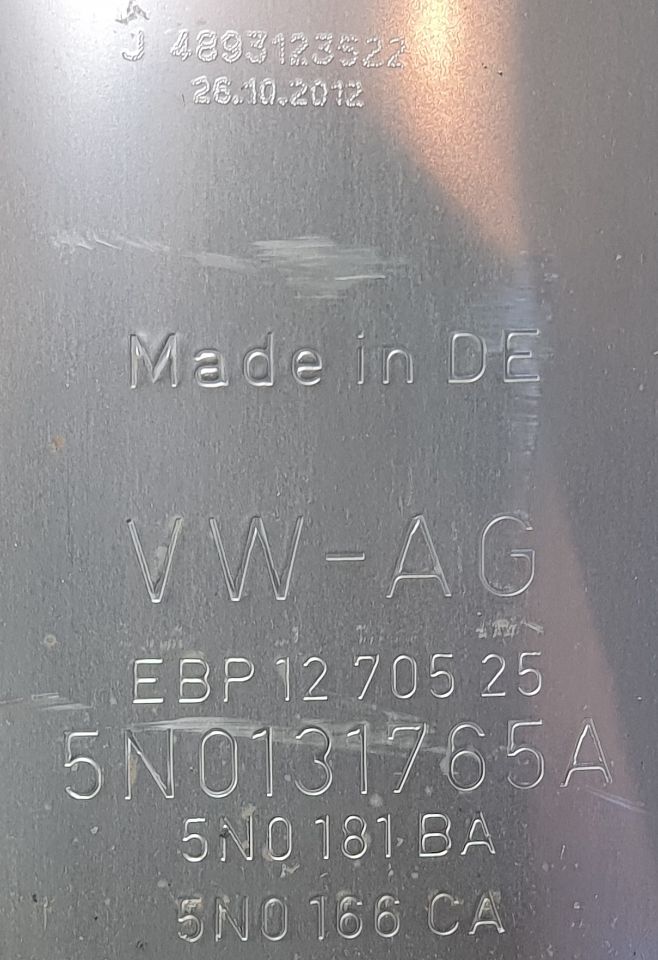 J 4893123522
26.10.2012
Made in DE
VW-AG
EBP 12 705 25
5N0131765A
5N0 181 BA
5N0 166 CA